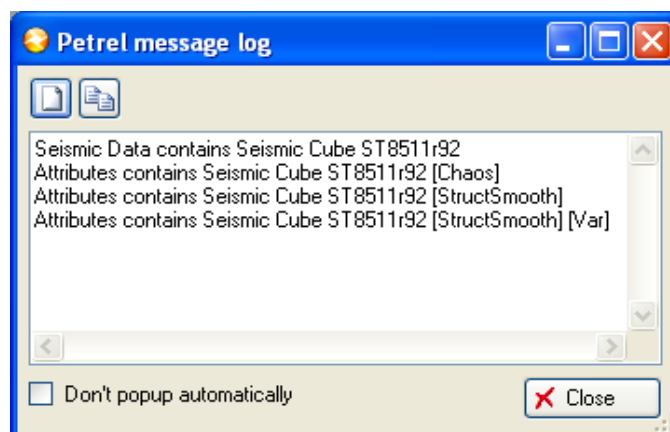 Petrel message log
Seismic Data contains Seismic Cube ST8511r92
Attributes contains Seismic Cube ST8511r92 [Chaos]
Attributes contains Seismic Cube ST8511r92 [StructSmooth]
Attributes contains Seismic Cube ST8511r92 [StructSmooth] [Var]
Don't popup automatically
Close